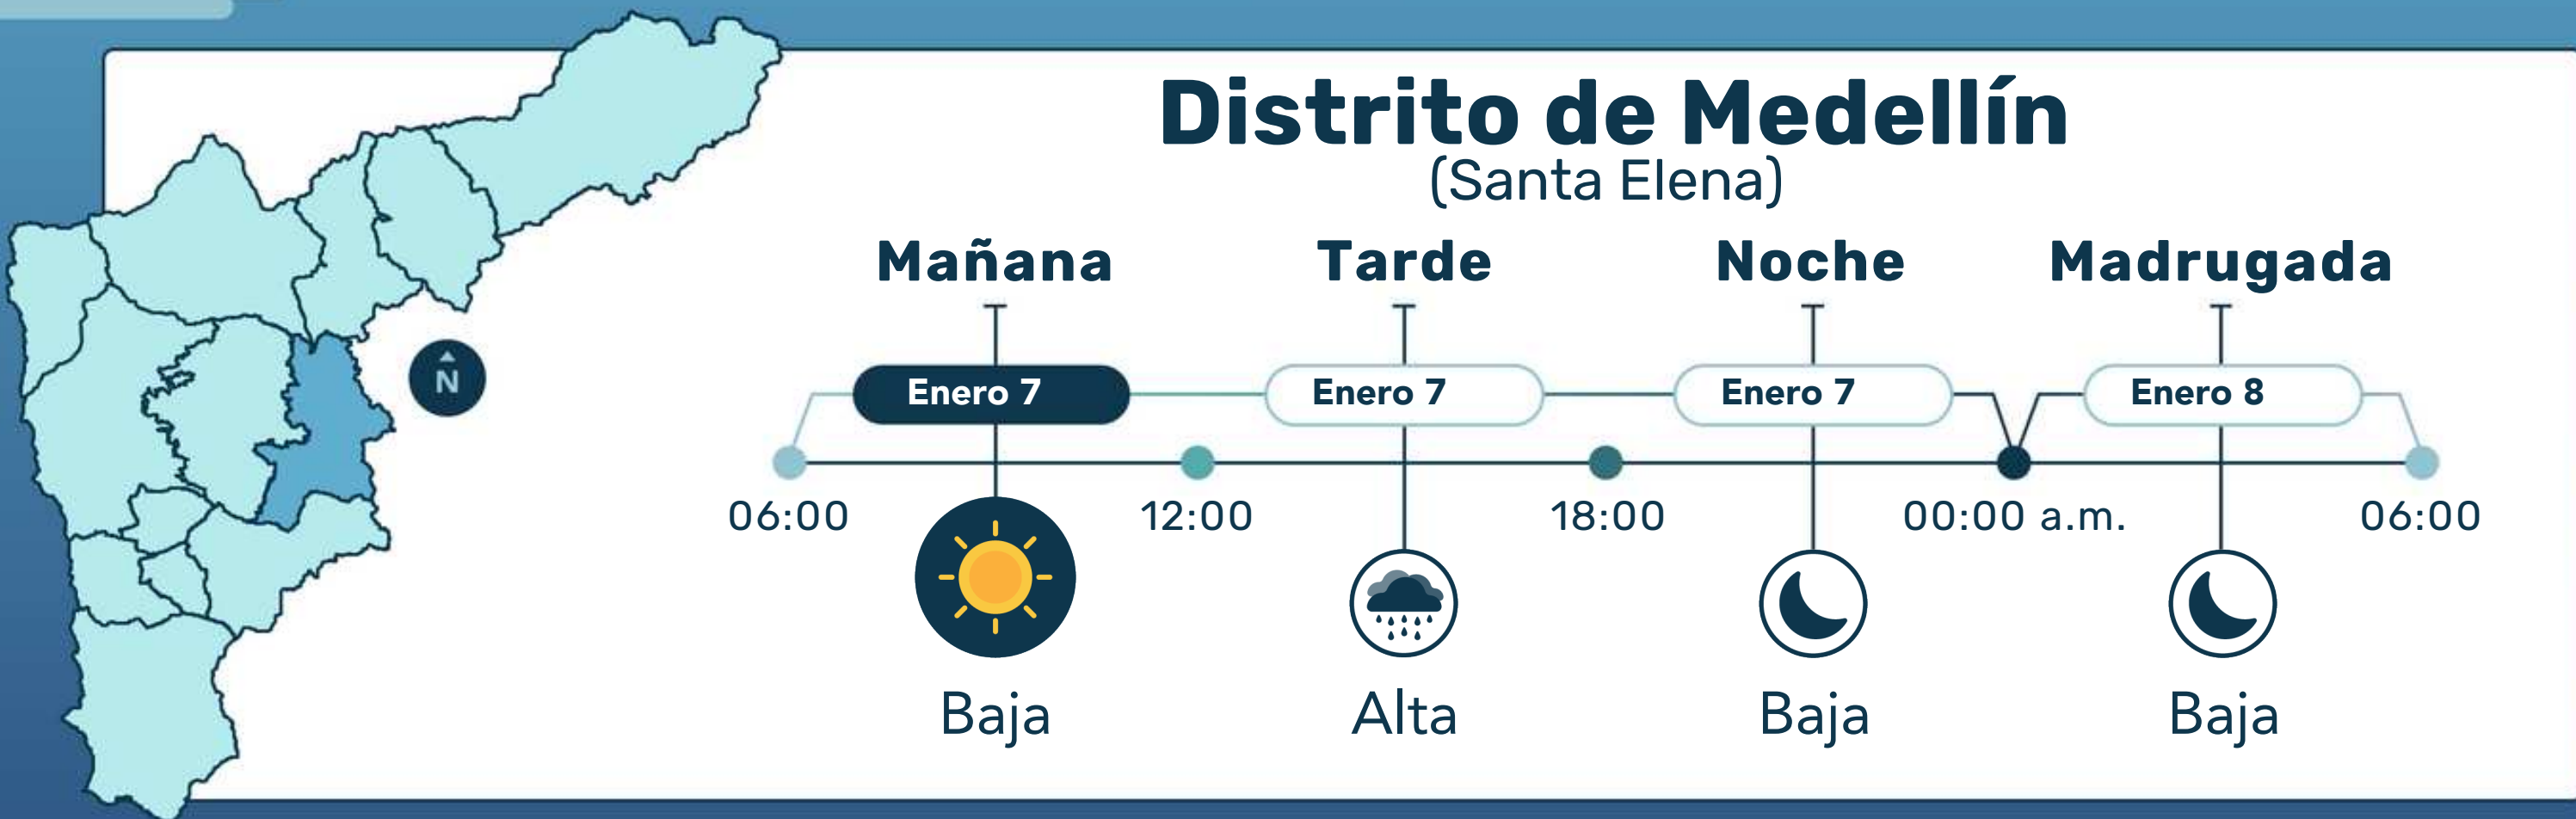 Distrito de Medellín
(Santa Elena)
Mañana Tarde Noche Madrugada
Enero 7 Enero 7 Enero 7 Enero 8
N
06:00 12:00 18:00 00:00 a.m. 06:00
Baja Alta Baja Baja